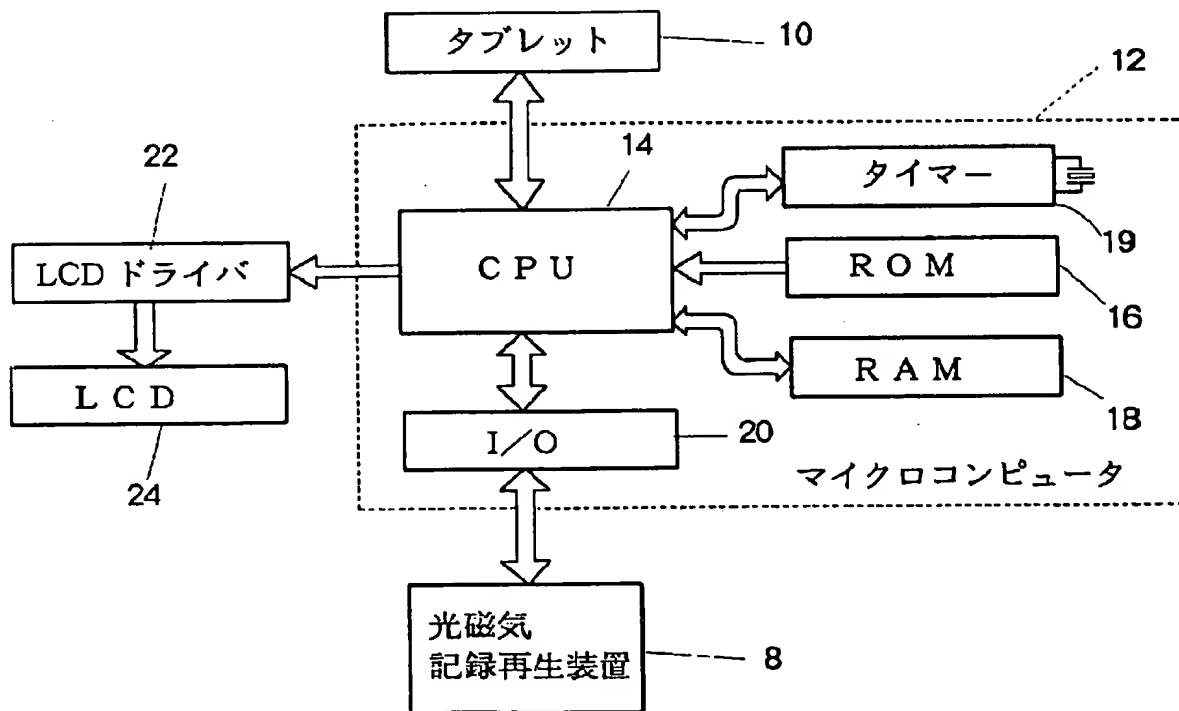 タブレット
10
12
14
タイマー
19
22
LCD ドライバ
CPU
ROM
16
LCD
24
RAM
18
I/O
20
マイクロコンピュータ
光磁気
記録再生装置
8